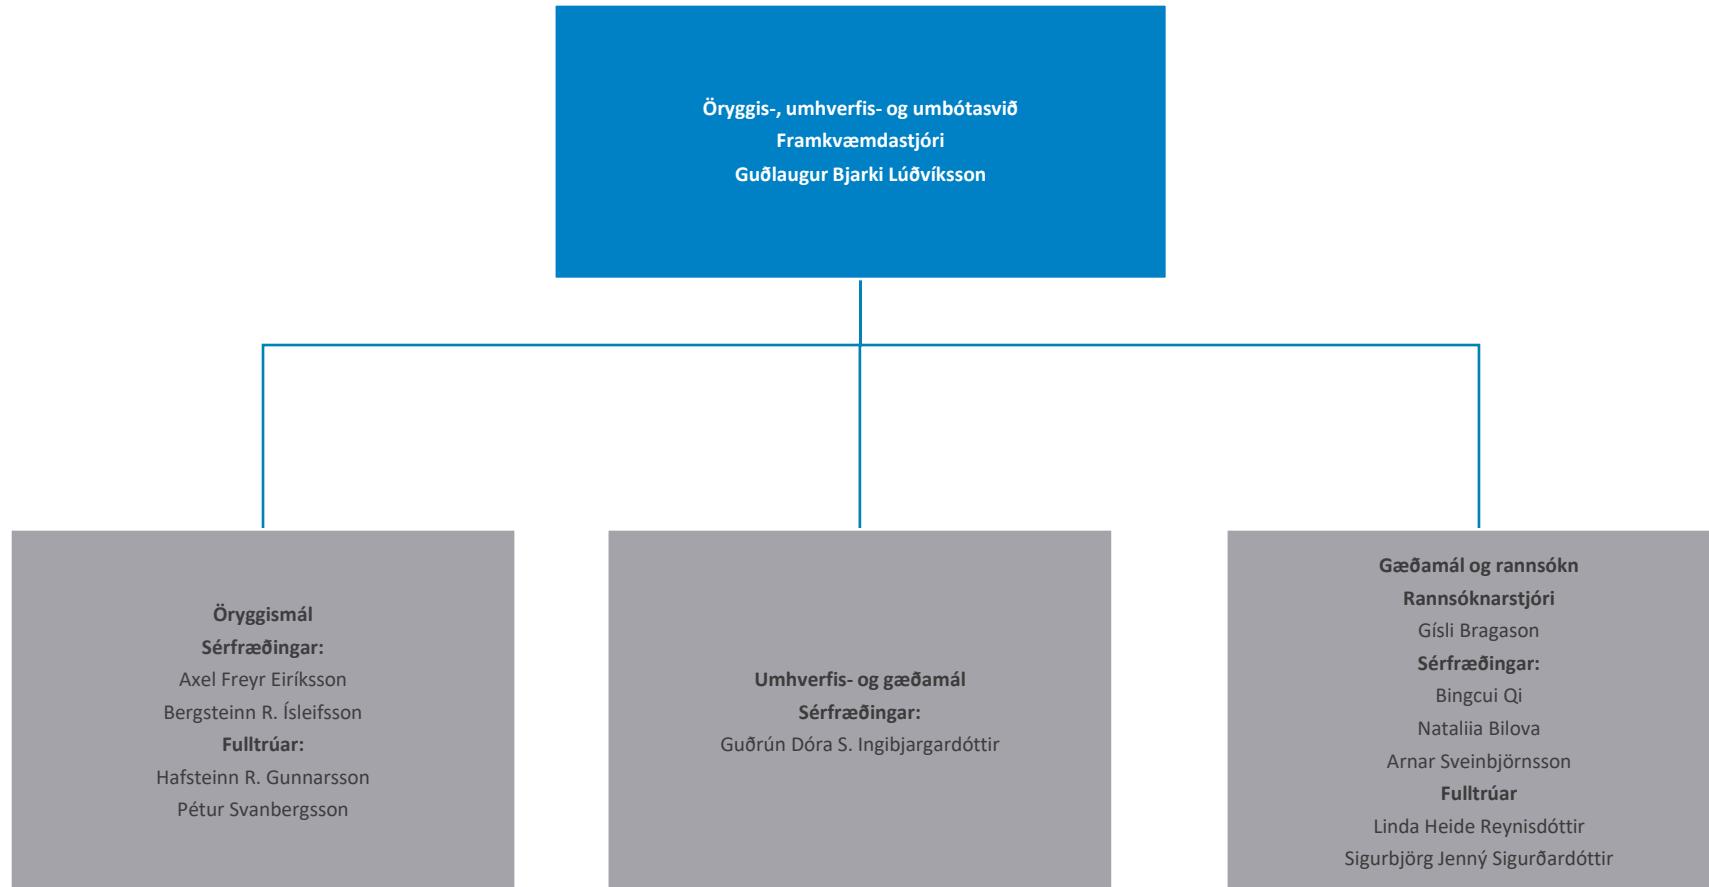 Öryggis-, umhverfis- og umbótasvið
Framkvæmdastjóri
Guðlaugur Bjarki Lúðvíksson
Öryggismál
Sérfræðingar:
Axel Freyr Eiríksson
Bergsteinn R. Ísleifsson
Fulltrúar:
Hafsteinn R. Gunnarsson
Pétur Svanbergsson
Umhverfis- og gæðamál
Sérfræðingar:
Guðrún Dóra S. Ingibjargardóttir
Gæðamál og rannsókn
Rannsóknarstjóri
Gísli Bragason
Sérfræðingar:
Bingcui Qi
Nataliia Bilova
Arnar Sveinbjörnsson
Fulltrúar
Linda Heide Reynisdóttir
Sigurbjörg Jenný Sigurðardóttir